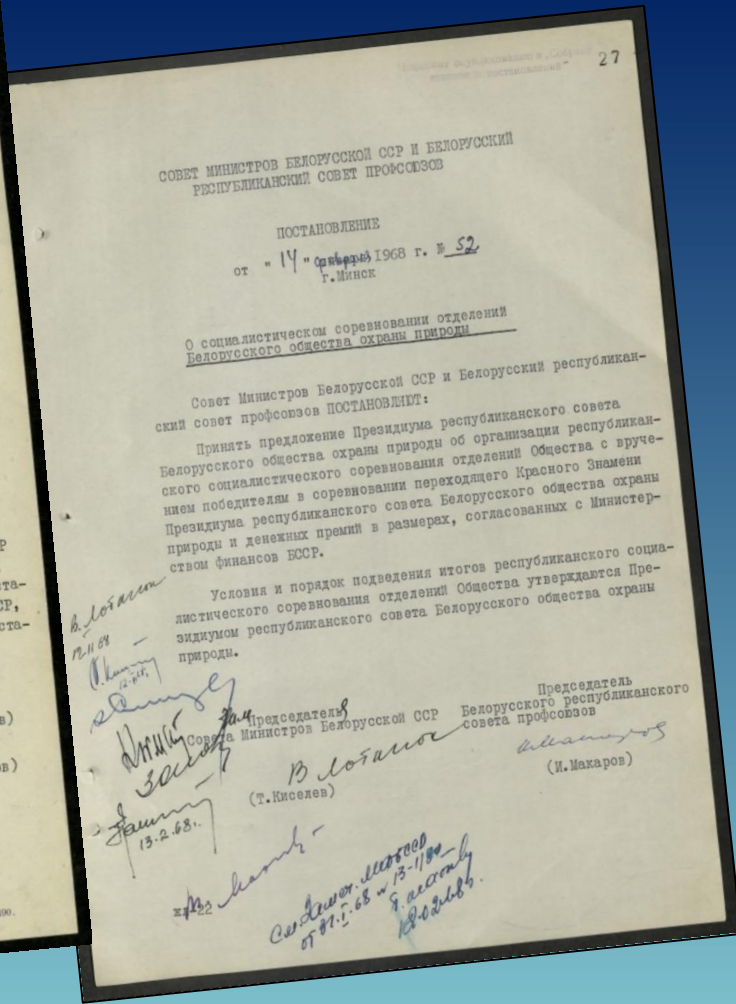 27
СОВЕТ МИНИСТРОВ БЕЛОРУССКОЙ ССР И БЕЛОРУССКИЙ
РЕСПУБЛИКАНСКИЙ СОВЕТ ПРОФСОЮЗОВ
ПОСТАНОВЛЕНИЕ
от "14" февраля 1968 г. № 52
г.Минск
О социалистическом соревновании отделений
Белорусского общества охраны природы
Совет Министров Белорусской ССР и Белорусский республикан-
ский совет профсоюзов ПОСТАНОВЛЯЮТ:
Принять предложение Президиума республиканского совета
Белорусского общества охраны природы об организации республикан-
ского социалистического соревнования отделений Общества с вруче-
нием победителям в соревновании переходящего Красного Знамени
Президиума республиканского совета Белорусского общества охраны
природы и денежных премий в размерах, согласованных с Министер-
ством финансов БССР.
Условия и порядок подведения итогов республиканского социа-
листического соревнования отделений Общества утверждаются Пре-
зидиумом республиканского совета Белорусского общества охраны
природы.
Зам Председателя
Совета Министров Белорусской ССР
Председатель
Белорусского республиканского
совета профсоюзов
(Т.Киселев)
(И.Макаров)
13.2.68.